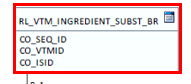 RL_VTM_INGREDIENT_SUBST_BR
CO_SEQ_ID
CO_VTMID
CO_ISID